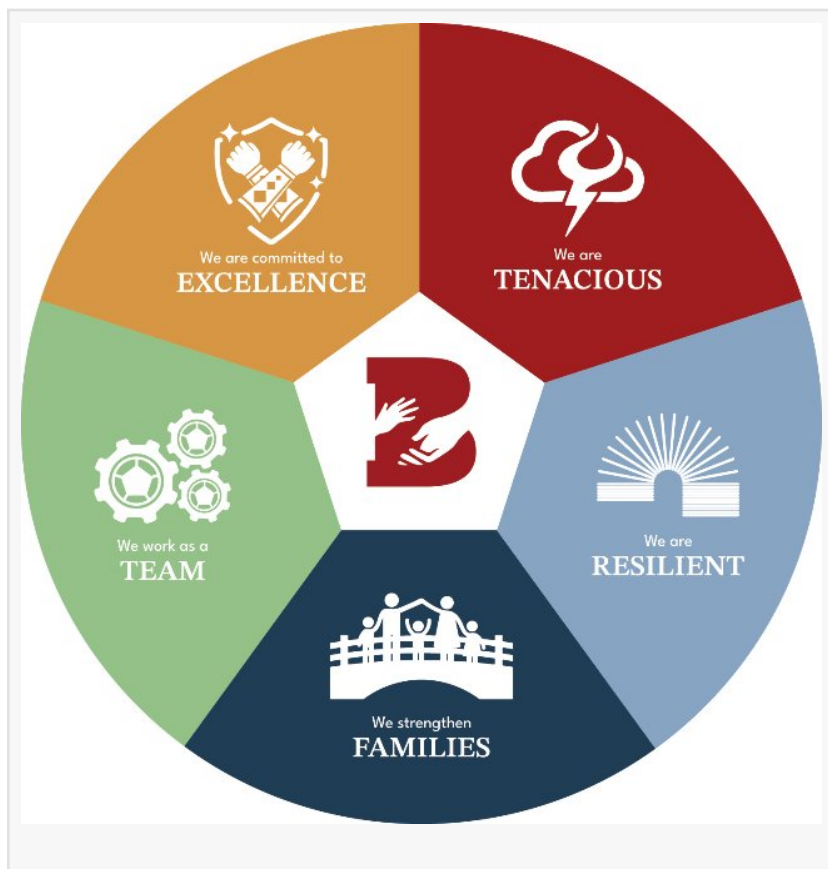 We are committed to
EXCELLENCE
We are
TENACIOUS
We work as a
TEAM
B
We are
RESILIENT
We strengthen
FAMILIES